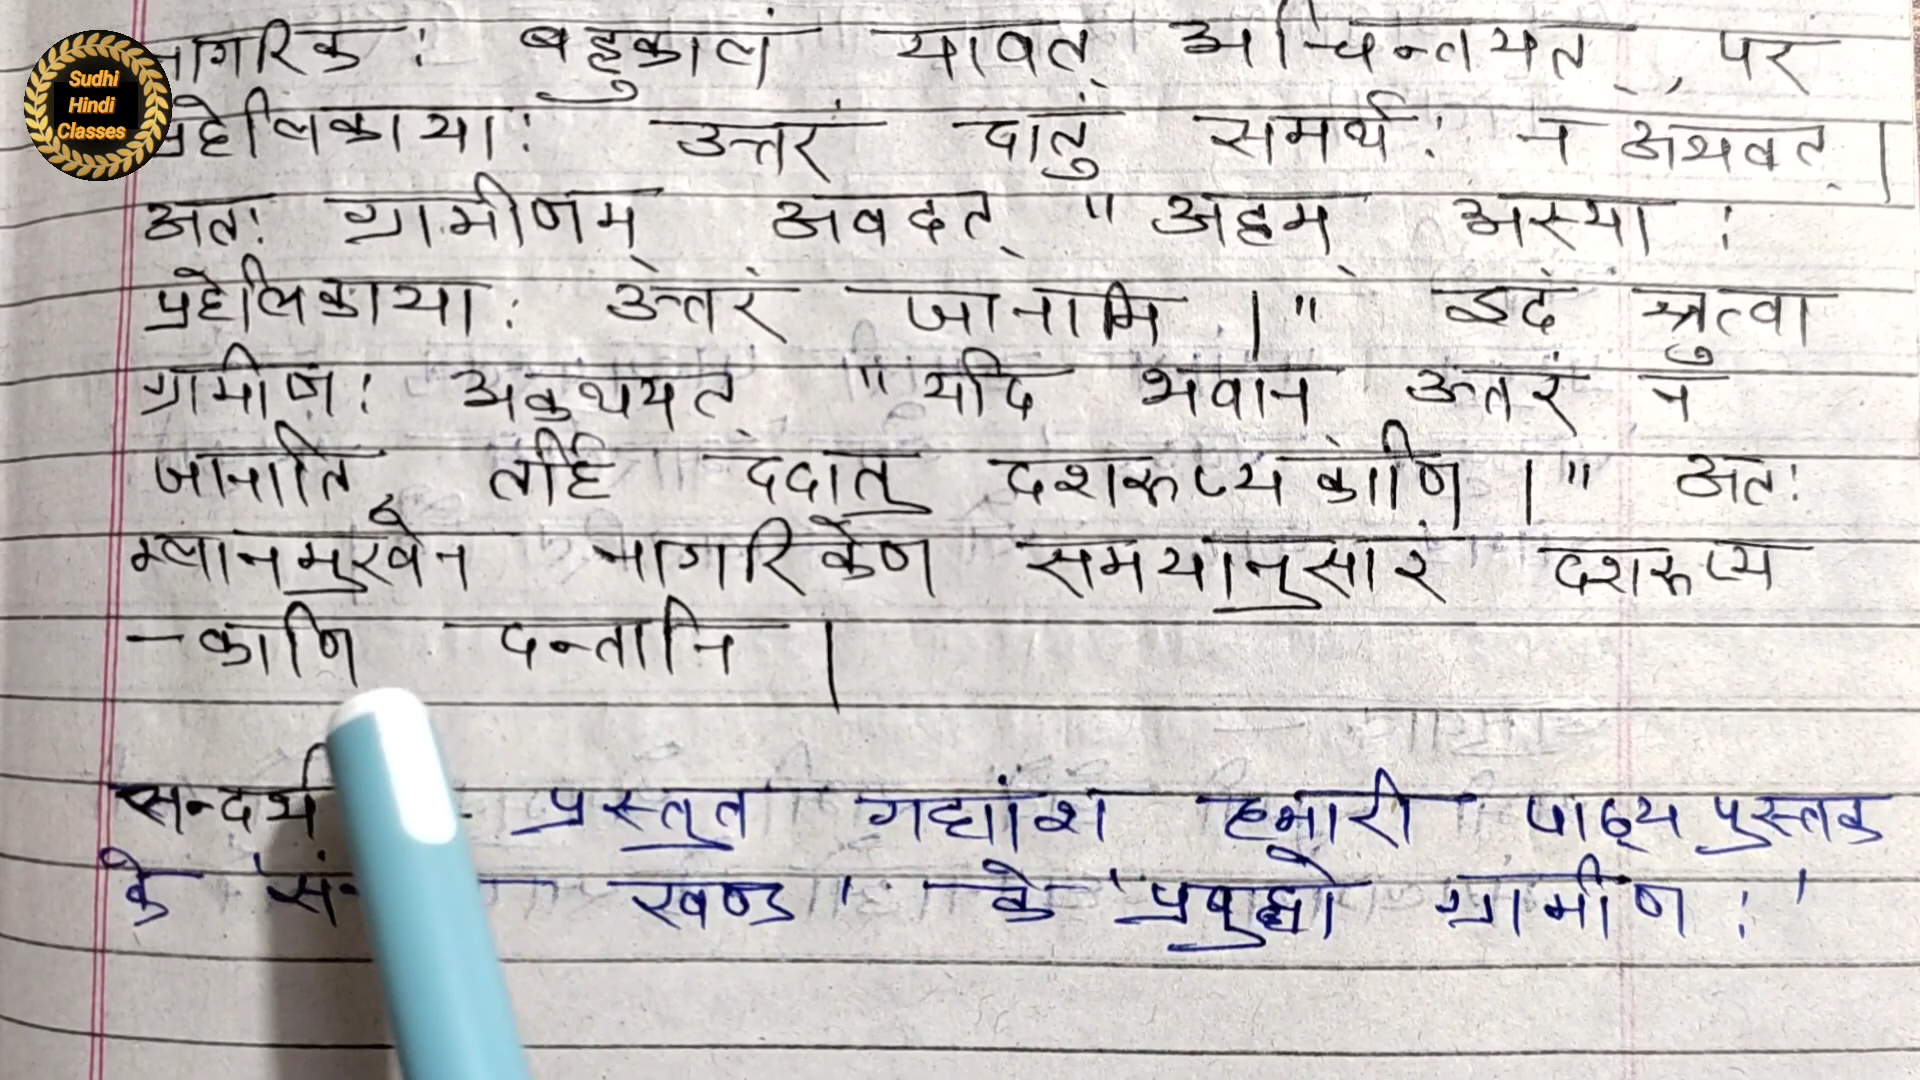 Sudhi
Hindi
Classes
नागरिक: बहुकालं यावत् अचिन्तयत्, पर
प्रहेलिकाया: उत्तरं दातुं समर्थ: न अभवत् ।
अत: ग्रामीणम् अवदत् "अहम् अस्या:
प्रहेलिकाया: उत्तरं जानामि ।" इदं श्रुत्वा
ग्रामीण: अकथयत् "यदि भवान् उत्तरं न
जानाति, तर्हि ददातु दशरूप्यकाणि ।" अत:
म्लानमुखेन नागरिकेण समयानुसारं दशरूप्य
-काणि दन्तानि ।
सन्दर्भ - प्रस्तुत गद्यांश हमारी पाठ्यपुस्तक
के खण्ड' के 'प्रबुद्धो ग्रामीण:'